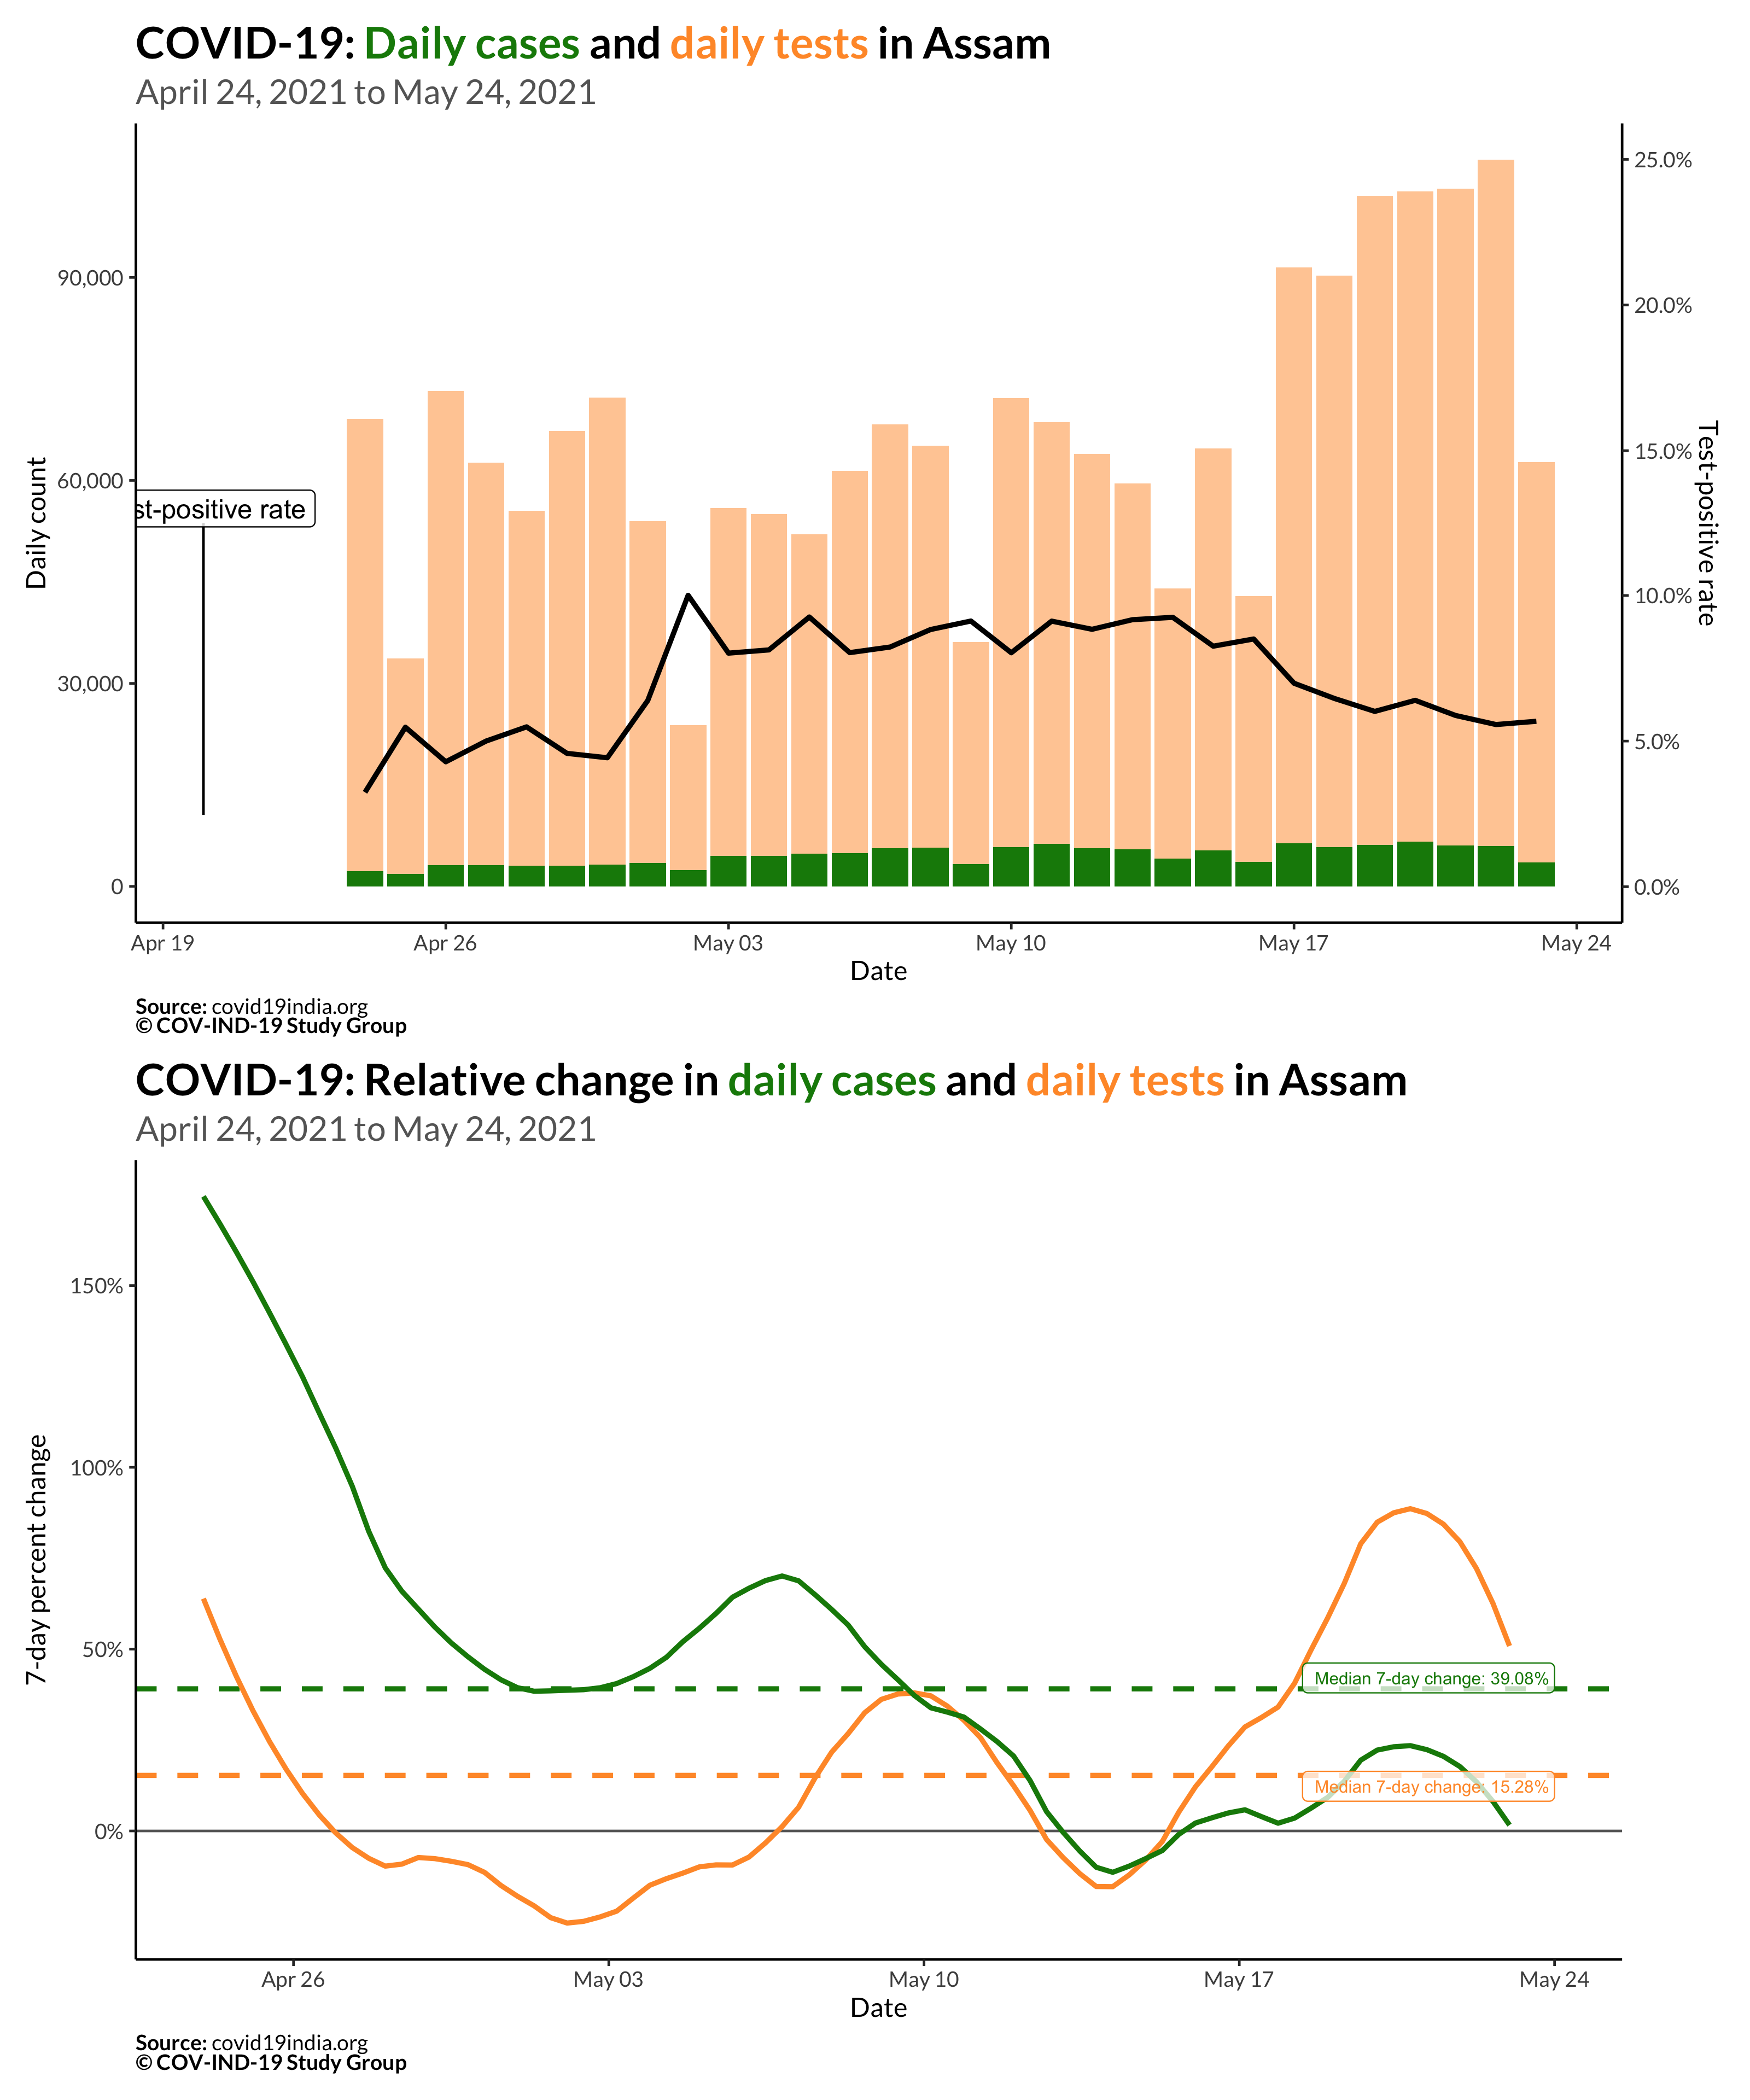 COVID-19: Daily cases and daily tests in Assam
April 24, 2021 to May 24, 2021
Daily count
90,000
60,000
30,000
0
st-positive rate
25.0%
20.0%
15.0%
10.0%
5.0%
0.0%
Test-positive rate
Apr 19 Apr 26 May 03 May 10 May 17 May 24
Date
Source: covid19india.org
© COV-IND-19 Study Group
COVID-19: Relative change in daily cases and daily tests in Assam
April 24, 2021 to May 24, 2021
7-day percent change
150%
100%
50%
0%
Median 7-day change: 39.08%
Median 7-day change: 15.28%
Apr 26 May 03 May 10 May 17 May 24
Date
Source: covid19india.org
© COV-IND-19 Study Group